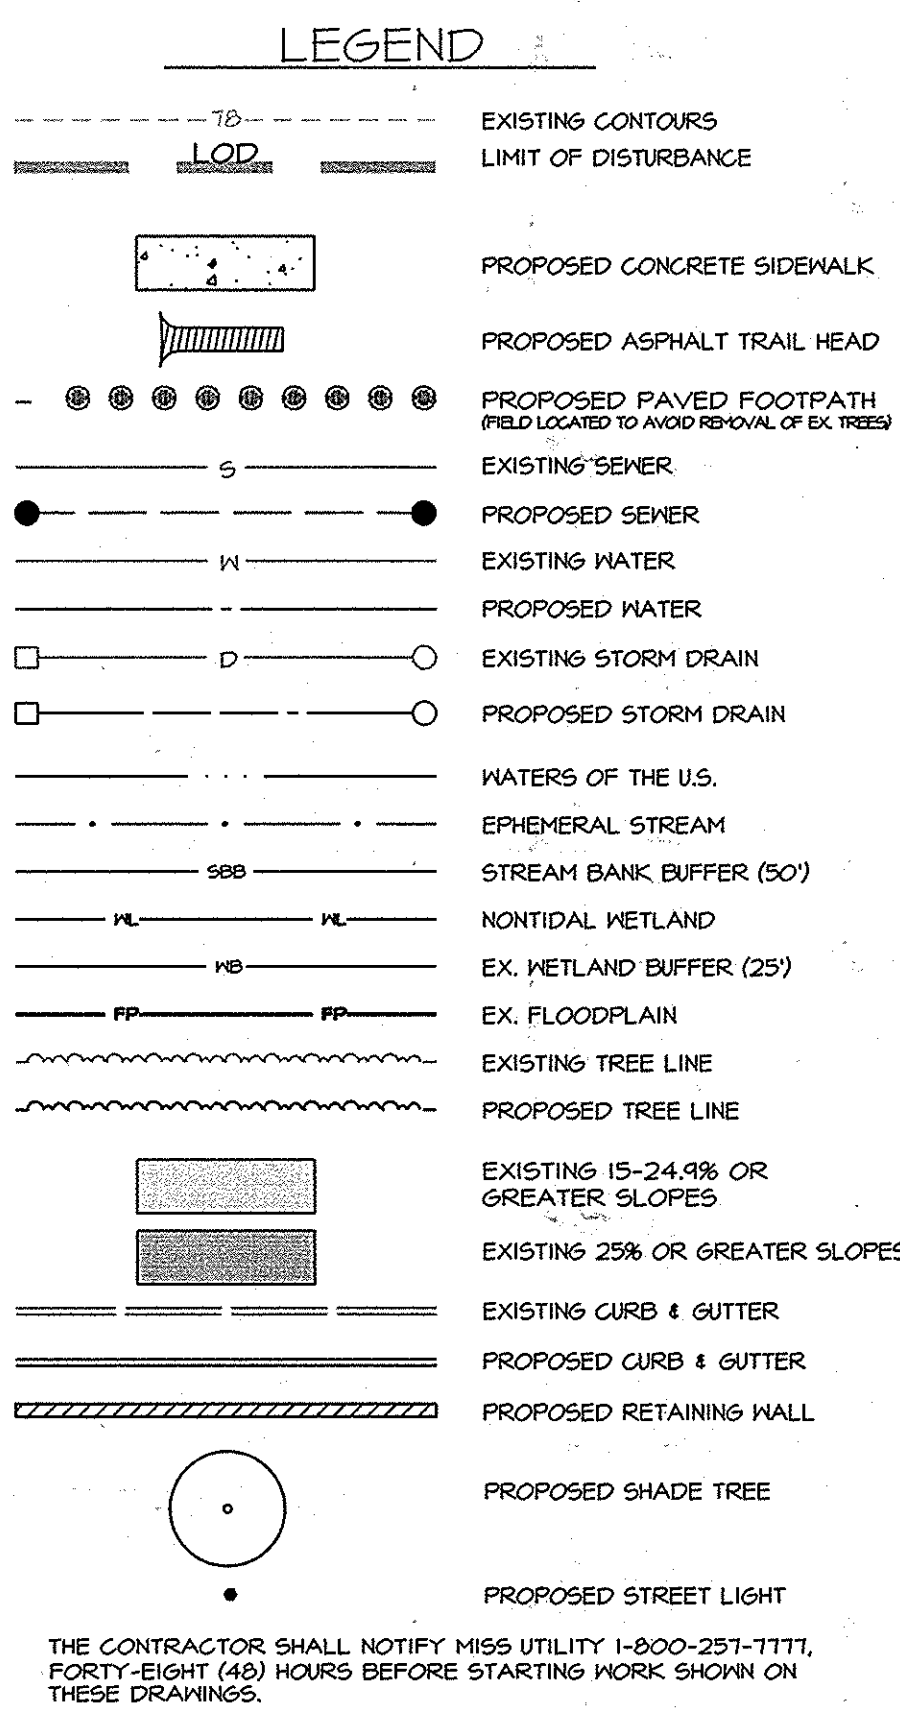 LEGEND
78 EXISTING CONTOURS
LOD LIMIT OF DISTURBANCE
PROPOSED CONCRETE SIDEWALK
PROPOSED ASPHALT TRAIL HEAD
PROPOSED PAVED FOOTPATH
(FIELD LOCATED TO AVOID REMOVAL OF EX. TREES)
S EXISTING SEWER
PROPOSED SEWER
W EXISTING WATER
PROPOSED WATER
D EXISTING STORM DRAIN
PROPOSED STORM DRAIN
WATERS OF THE U.S.
EPHEMERAL STREAM
SBB STREAM BANK BUFFER (50')
WL WL NONTIDAL WETLAND
WB EX. WETLAND BUFFER (25')
FP FP EX. FLOODPLAIN
EXISTING TREE LINE
PROPOSED TREE LINE
EXISTING 15-24.9% OR
GREATER SLOPES
EXISTING 25% OR GREATER SLOPES
EXISTING CURB & GUTTER
PROPOSED CURB & GUTTER
PROPOSED RETAINING WALL
PROPOSED SHADE TREE
PROPOSED STREET LIGHT
THE CONTRACTOR SHALL NOTIFY MISS UTILITY 1-800-257-7777,
FORTY-EIGHT (48) HOURS BEFORE STARTING WORK SHOWN ON
THESE DRAWINGS.